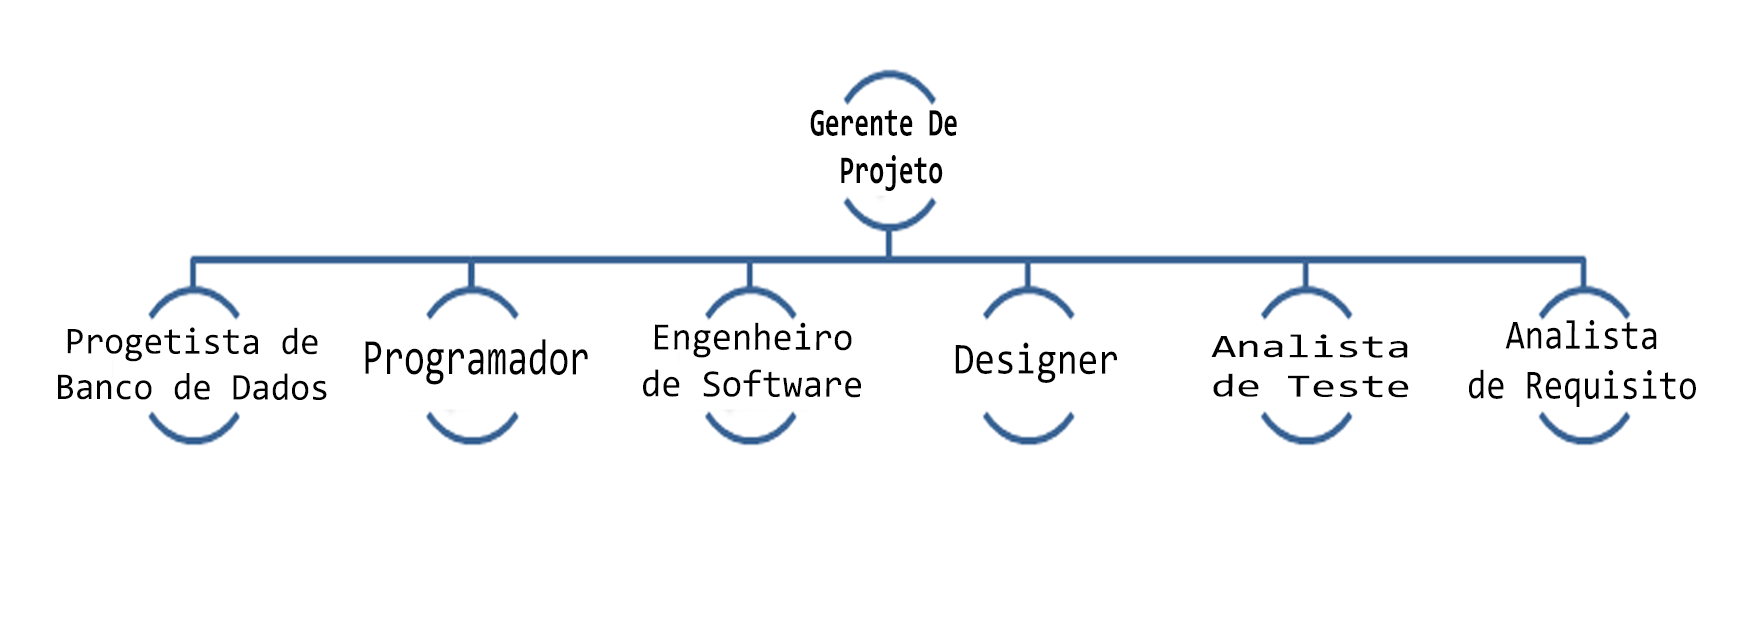 Gerente De
Projeto
Progetista de
Banco de Dados
Programador
Engenheiro
de Software
Designer
Analista
de Teste
Analista
de Requisito